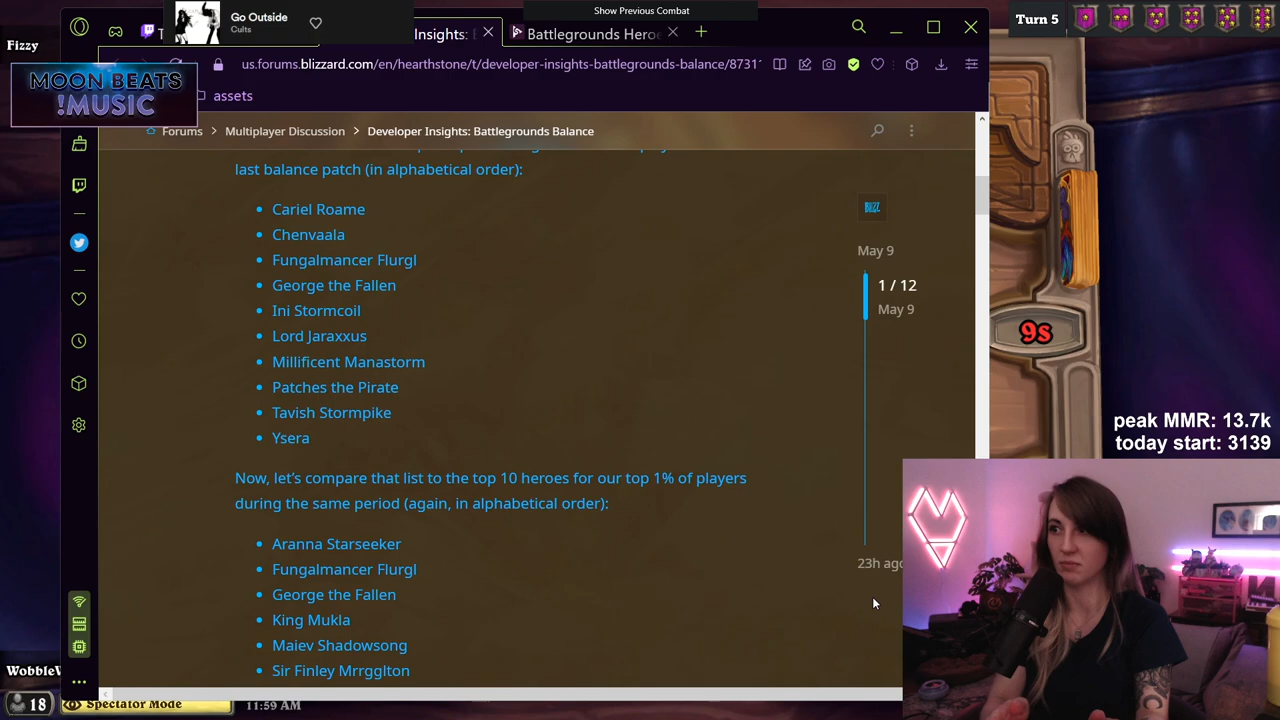 Show Previous Combat
Go Outside
Cults
Turn 5
Fizzy
Insights:
Battlegrounds Heroe
us.forums.blizzard.com/en/hearthstone/t/developer-insights-battlegrounds-balance/8731
MOON BEATS
!MUSIC
assets
Forums > Multiplayer Discussion > Developer Insights: Battlegrounds Balance
last balance patch (in alphabetical order):
Cariel Roame
Chenvaala
Fungalmancer Flurgl
George the Fallen
Ini Stormcoil
Lord Jaraxxus
Millificent Manastorm
Patches the Pirate
Tavish Stormpike
Ysera
BLIZZ
May 9
1 / 12
May 9
23h ago
9s
peak MMR: 13.7k
today start: 3139
Now, let's compare that list to the top 10 heroes for our top 1% of players
during the same period (again, in alphabetical order):
Aranna Starseeker
Fungalmancer Flurgl
George the Fallen
King Mukla
Maiev Shadowsong
Sir Finley Mrrgglton
18
Spectator Mode
11:59 AM